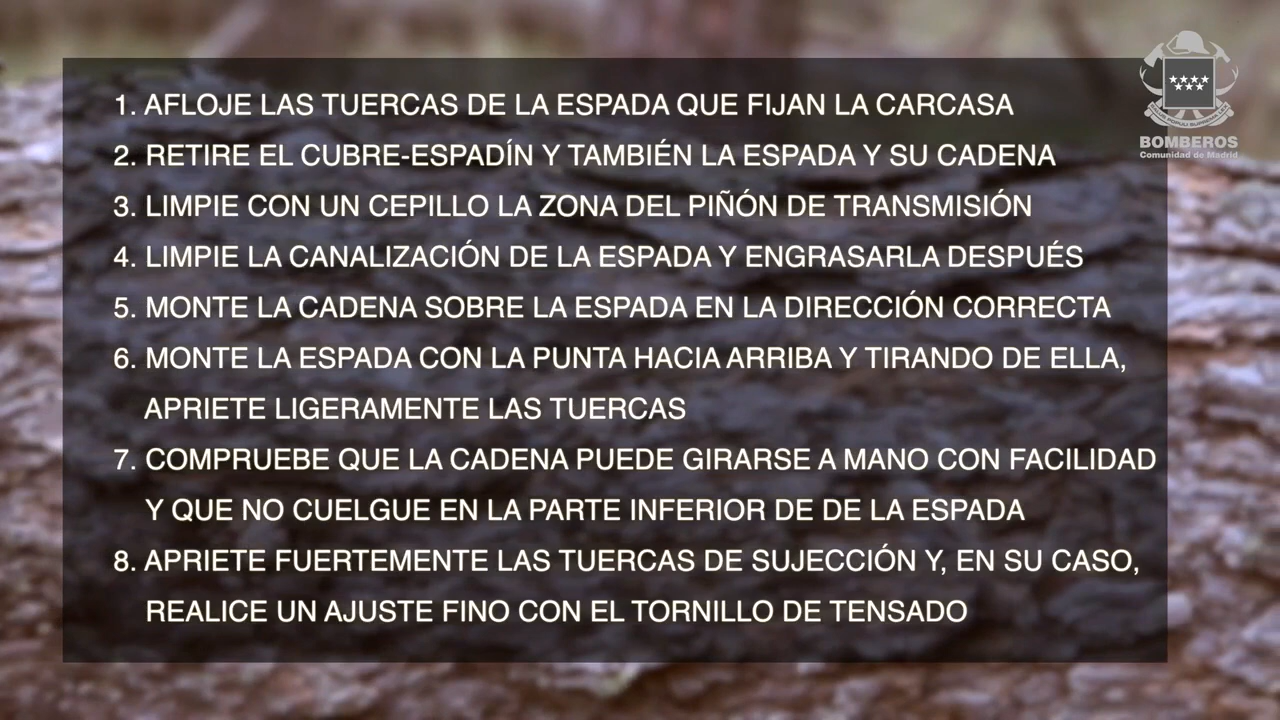 1. AFLOJE LAS TUERCAS DE LA ESPADA QUE FIJAN LA CARCASA
2. RETIRE EL CUBRE-ESPADÍN Y TAMBIÉN LA ESPADA Y SU CADENA
3. LIMPIE CON UN CEPILLO LA ZONA DEL PIÑÓN DE TRANSMISIÓN
4. LIMPIE LA CANALIZACIÓN DE LA ESPADA Y ENGRASARLA DESPUÉS
5. MONTE LA CADENA SOBRE LA ESPADA EN LA DIRECCIÓN CORRECTA
6. MONTE LA ESPADA CON LA PUNTA HACIA ARRIBA Y TIRANDO DE ELLA,
APRIETE LIGERAMENTE LAS TUERCAS
7. COMPRUEBE QUE LA CADENA PUEDE GIRARSE A MANO CON FACILIDAD
Y QUE NO CUELGUE EN LA PARTE INFERIOR DE DE LA ESPADA
8. APRIETE FUERTEMENTE LAS TUERCAS DE SUJECCIÓN Y, EN SU CASO,
REALICE UN AJUSTE FINO CON EL TORNILLO DE TENSADO
BOMBEROS
Comunidad de Madrid